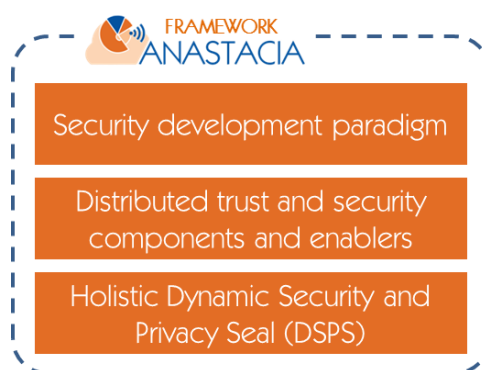 FRAMEWORK
ANASTACIA
Security development paradigm
Distributed trust and security
components and enablers
Holistic Dynamic Security and
Privacy Seal (DSPS)